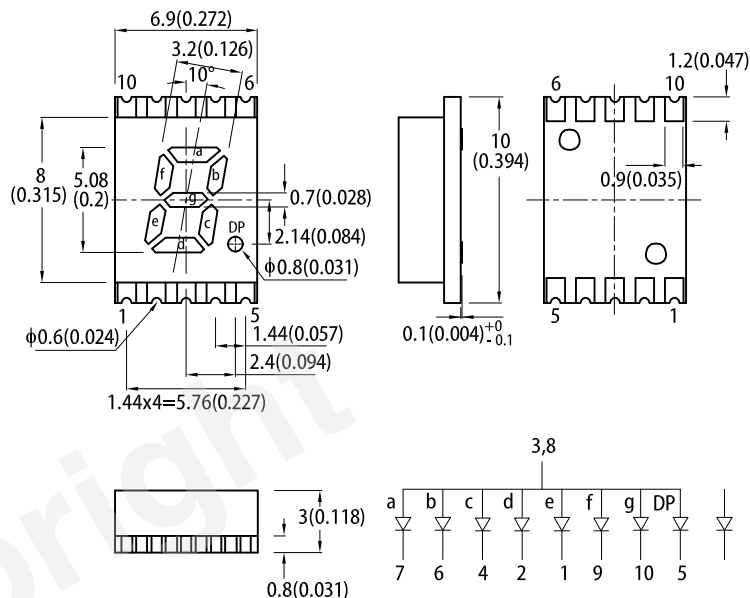 6.9(0.272)
3.2(0.126)
10°
10
6
8
(0.315)
5.08
(0.2)
a
b
c
d
e
f
g
DP
0.7(0.028)
2.14(0.084)
ϕ0.8(0.031)
1
5
ϕ0.6(0.024)
1.44(0.057)
2.4(0.094)
1.44x4=5.76(0.227)
10
(0.394)
0.1(0.004)+0 -0.1
6
10
1.2(0.047)
0.9(0.035)
5
1
3(0.118)
0.8(0.031)
3,8
a b c d e f g DP
7 6 4 2 1 9 10 5
bright